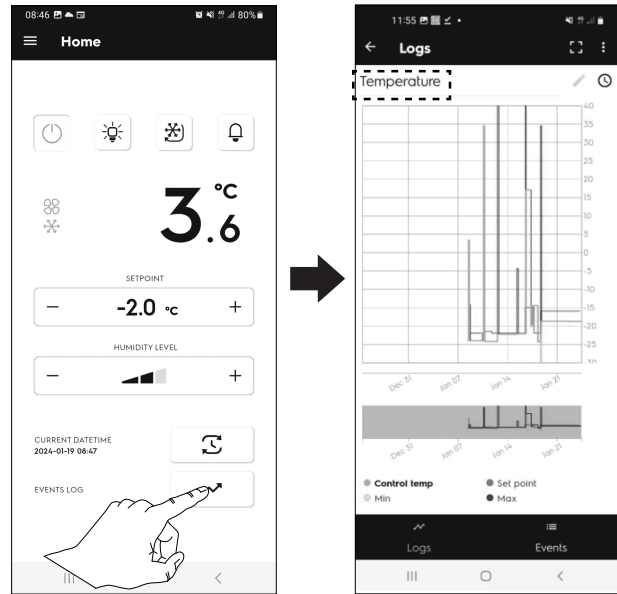 08:46 80%
Home
3.6 °C
SETPOINT
− -2.0 °C +
HUMIDITY LEVEL
− +
CURRENT DATETIME
2024-01-19 08:47
EVENTS LOG
11:55
Logs
Temperature
40
35
30
25
20
15
10
5
0
-5
-10
-15
-20
-25
-30
Dec 31 Jan 07 Jan 14 Jan 21
Dec 31 Jan 07 Jan 14 Jan 21
Control temp Set point
Min Max
Logs Events